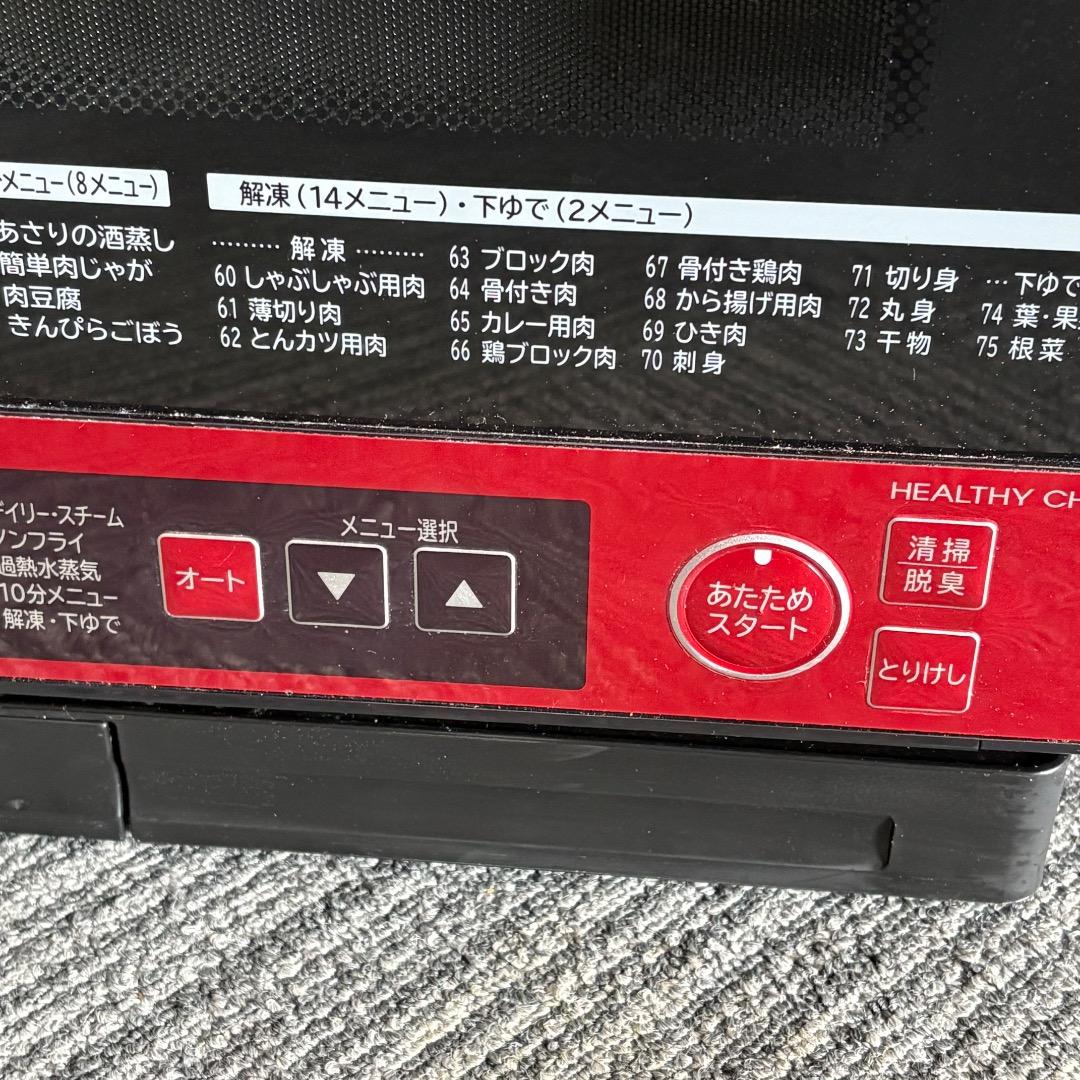 メニュー(8メニュー)
あさりの酒蒸し
簡単肉じゃが
肉豆腐
きんぴらごぼう
解凍(14メニュー)・下ゆで(2メニュー)
……… 解凍 ………
60 しゃぶしゃぶ用肉
61 薄切り肉
62 とんカツ用肉
63 ブロック肉
64 骨付き肉
65 カレー用肉
66 鶏ブロック肉
67 骨付き鶏肉
68 から揚げ用肉
69 ひき肉
70 刺身
71 切り身
72 丸身
73 干物
…下ゆで
74 葉・果
75 根菜
デイリー・スチーム
ノンフライ
過熱水蒸気
10分メニュー
解凍・下ゆで
オート
メニュー選択
▼
▲
あたため
スタート
HEALTHY CH
清掃
脱臭
とりけし